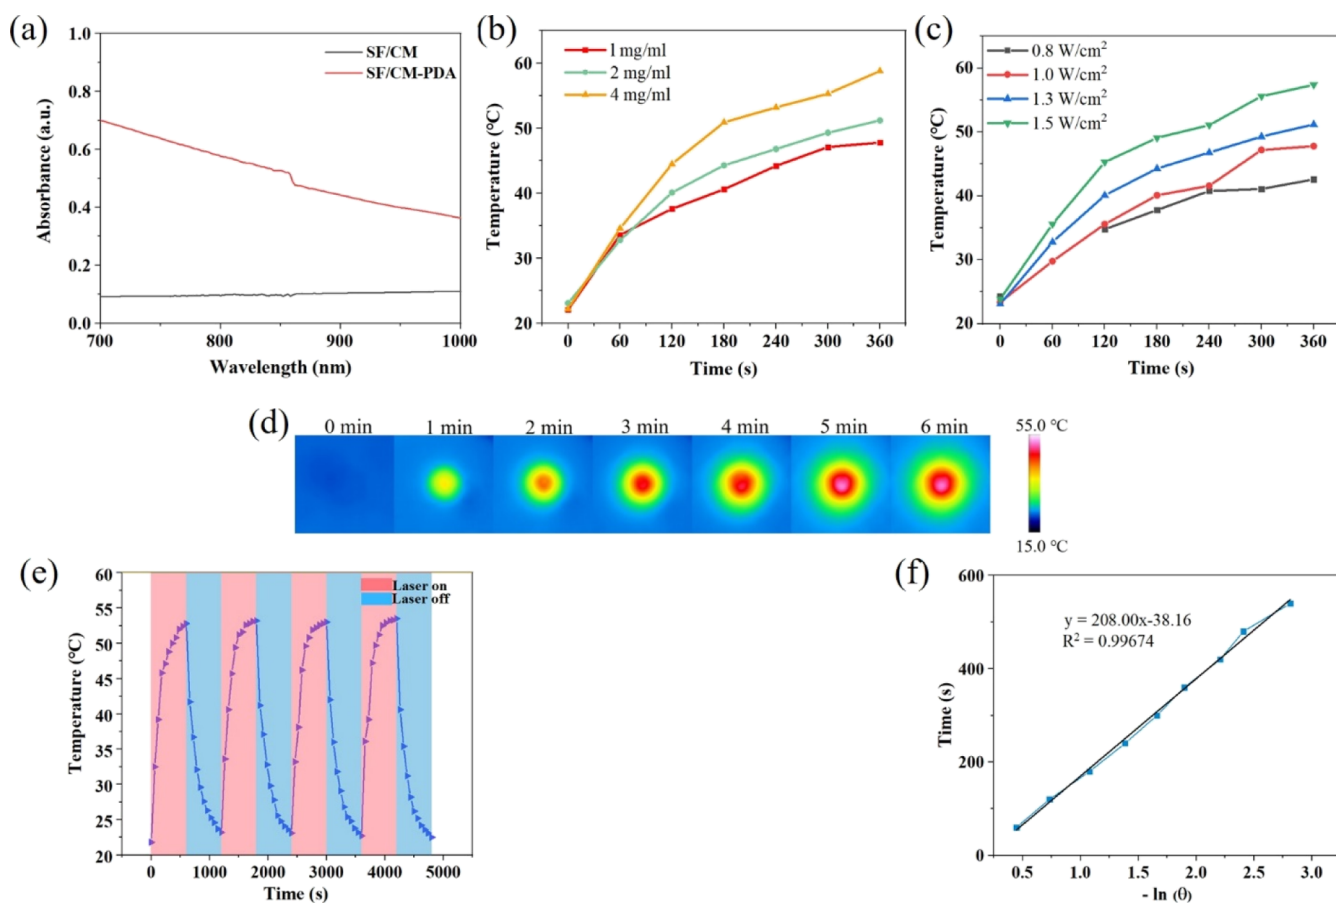 (a)
1.0
0.8
0.6
0.4
0.2
0.0
Absorbance (a.u.)
SF/CM
SF/CM-PDA
700
800
900
1000
Wavelength (nm)
(b)
60
50
40
30
20
Temperature (℃)
1 mg/ml
2 mg/ml
4 mg/ml
0
60
120
180
240
300
360
Time (s)
(c)
60
50
40
30
20
Temperature (℃)
0.8 W/cm²
1.0 W/cm²
1.3 W/cm²
1.5 W/cm²
0
60
120
180
240
300
360
Time (s)
(d)
0 min
1 min
2 min
3 min
4 min
5 min
6 min
55.0 ℃
15.0 ℃
(e)
60
55
50
45
40
35
30
25
20
Temperature (℃)
Laser on
Laser off
0
1000
2000
3000
4000
5000
Time (s)
(f)
600
400
200
0
Time (s)
y = 208.00x-38.16
R² = 0.99674
0.5
1.0
1.5
2.0
2.5
3.0
- ln (θ)